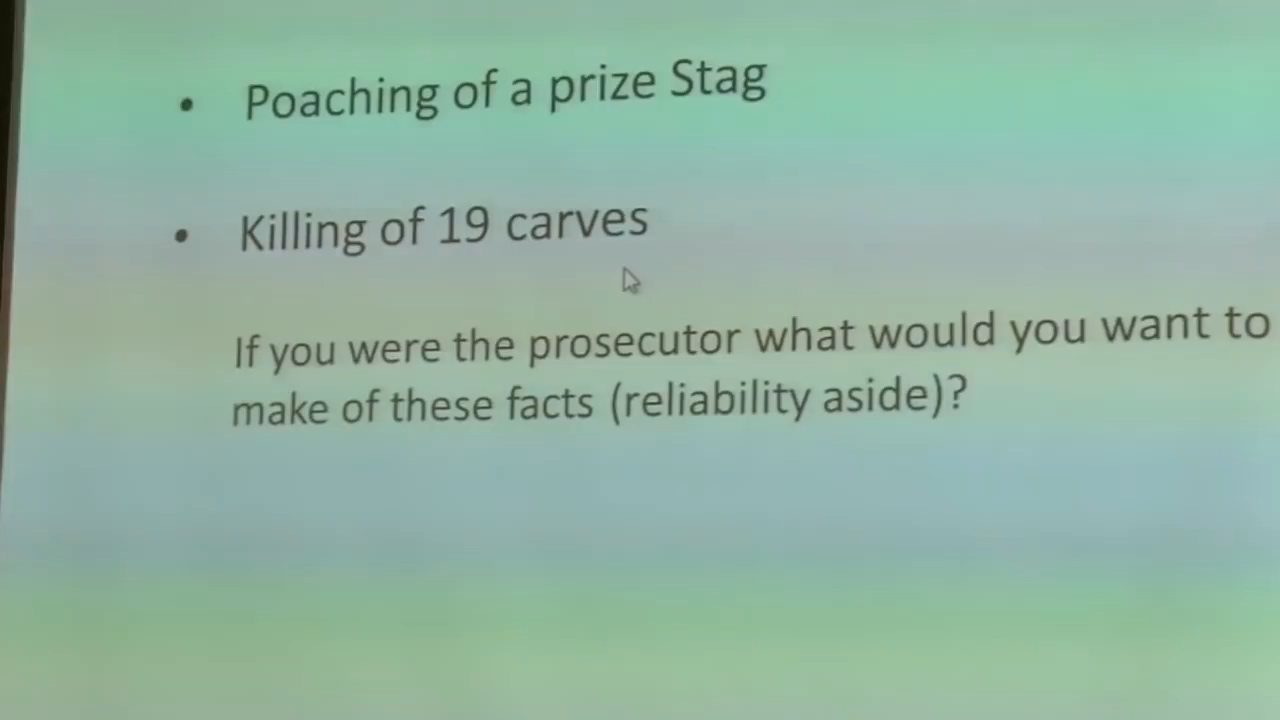 • Poaching of a prize Stag
• Killing of 19 carves
If you were the prosecutor what would you want to
make of these facts (reliability aside)?